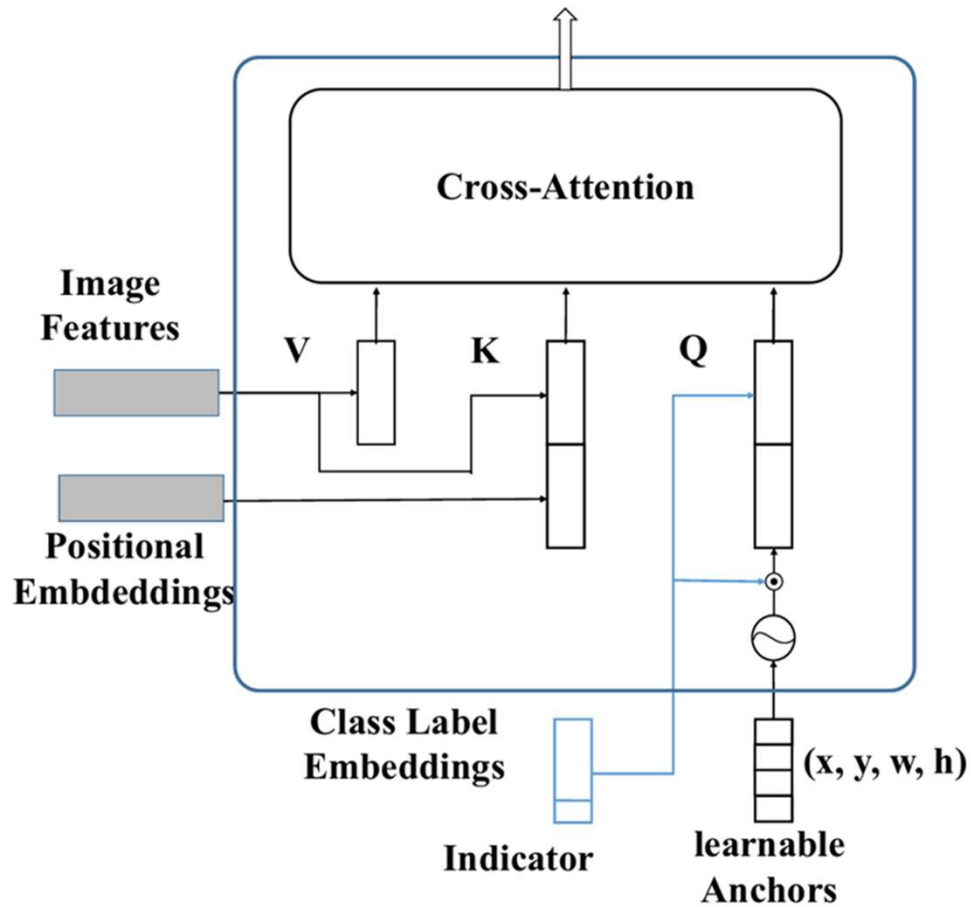 Cross-Attention
Image
Features
V
K
Q
Positional
Embdeddings
Class Label
Embeddings
(x, y, w, h)
Indicator
learnable
Anchors